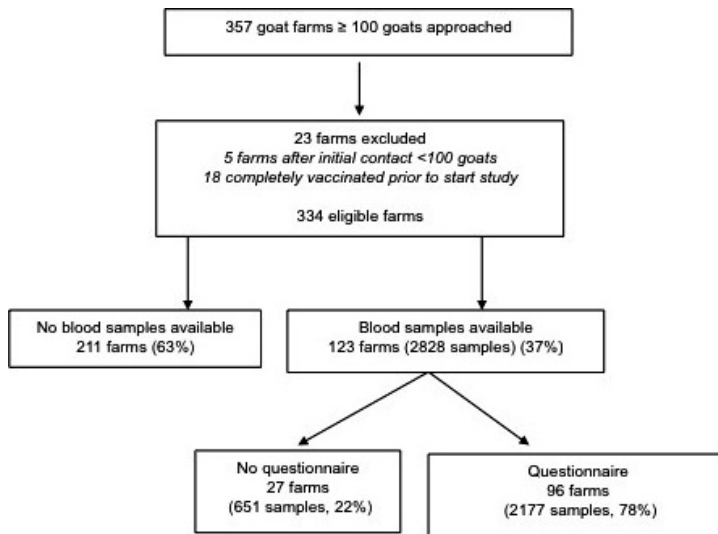 357 goat farms ≥ 100 goats approached
23 farms excluded
5 farms after initial contact <100 goats
18 completely vaccinated prior to start study
334 eligible farms
No blood samples available
211 farms (63%)
Blood samples available
123 farms (2828 samples) (37%)
No questionnaire
27 farms
(651 samples, 22%)
Questionnaire
96 farms
(2177 samples, 78%)